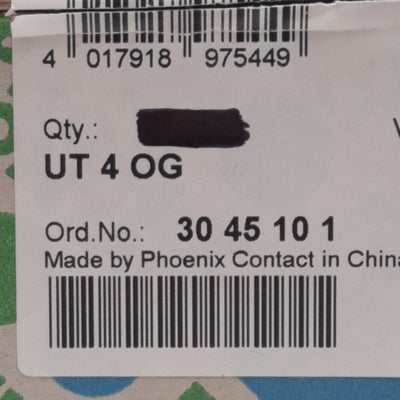 4 017918 975449
Qty.:
UT 4 OG
Ord.No.: 30 45 10 1
Made by Phoenix Contact in China